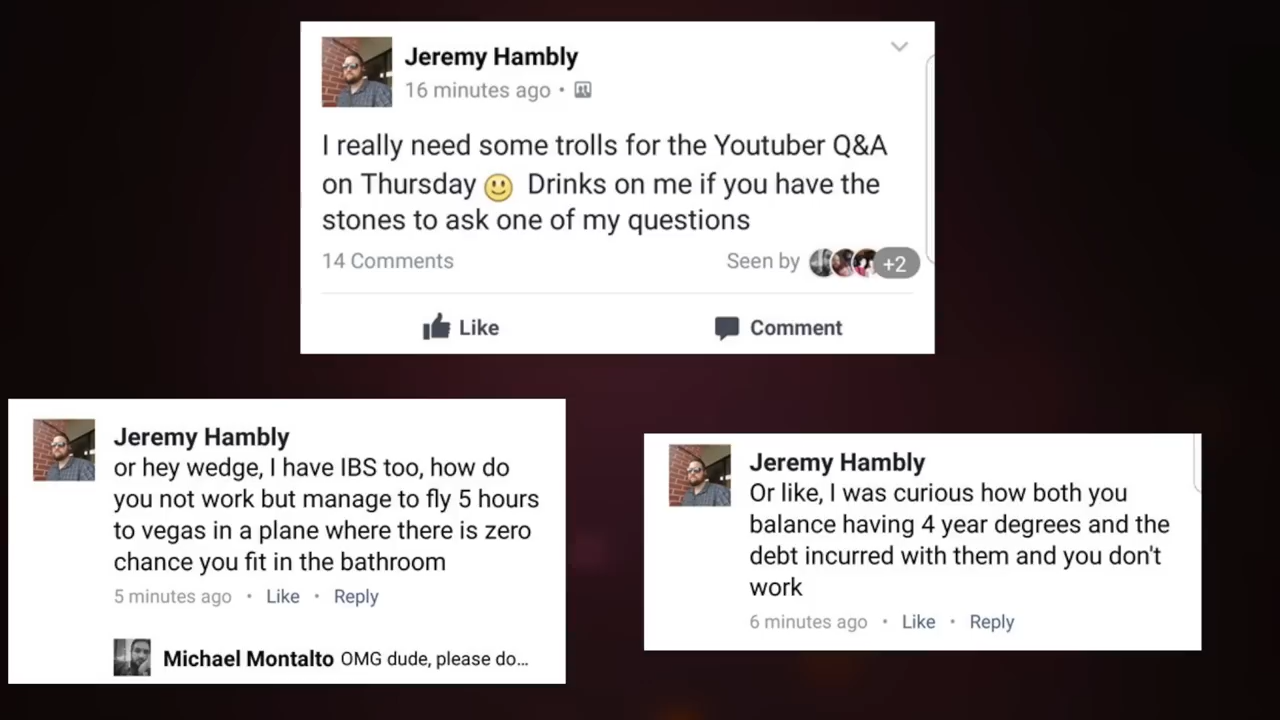 Jeremy Hambly
16 minutes ago •
I really need some trolls for the Youtuber Q&A
on Thursday 🙂 Drinks on me if you have the
stones to ask one of my questions
14 Comments
Seen by +2
Like
Comment
Jeremy Hambly
or hey wedge, I have IBS too, how do
you not work but manage to fly 5 hours
to vegas in a plane where there is zero
chance you fit in the bathroom
5 minutes ago • Like • Reply
Michael Montalto OMG dude, please do...
Jeremy Hambly
Or like, I was curious how both you
balance having 4 year degrees and the
debt incurred with them and you don't
work
6 minutes ago • Like • Reply